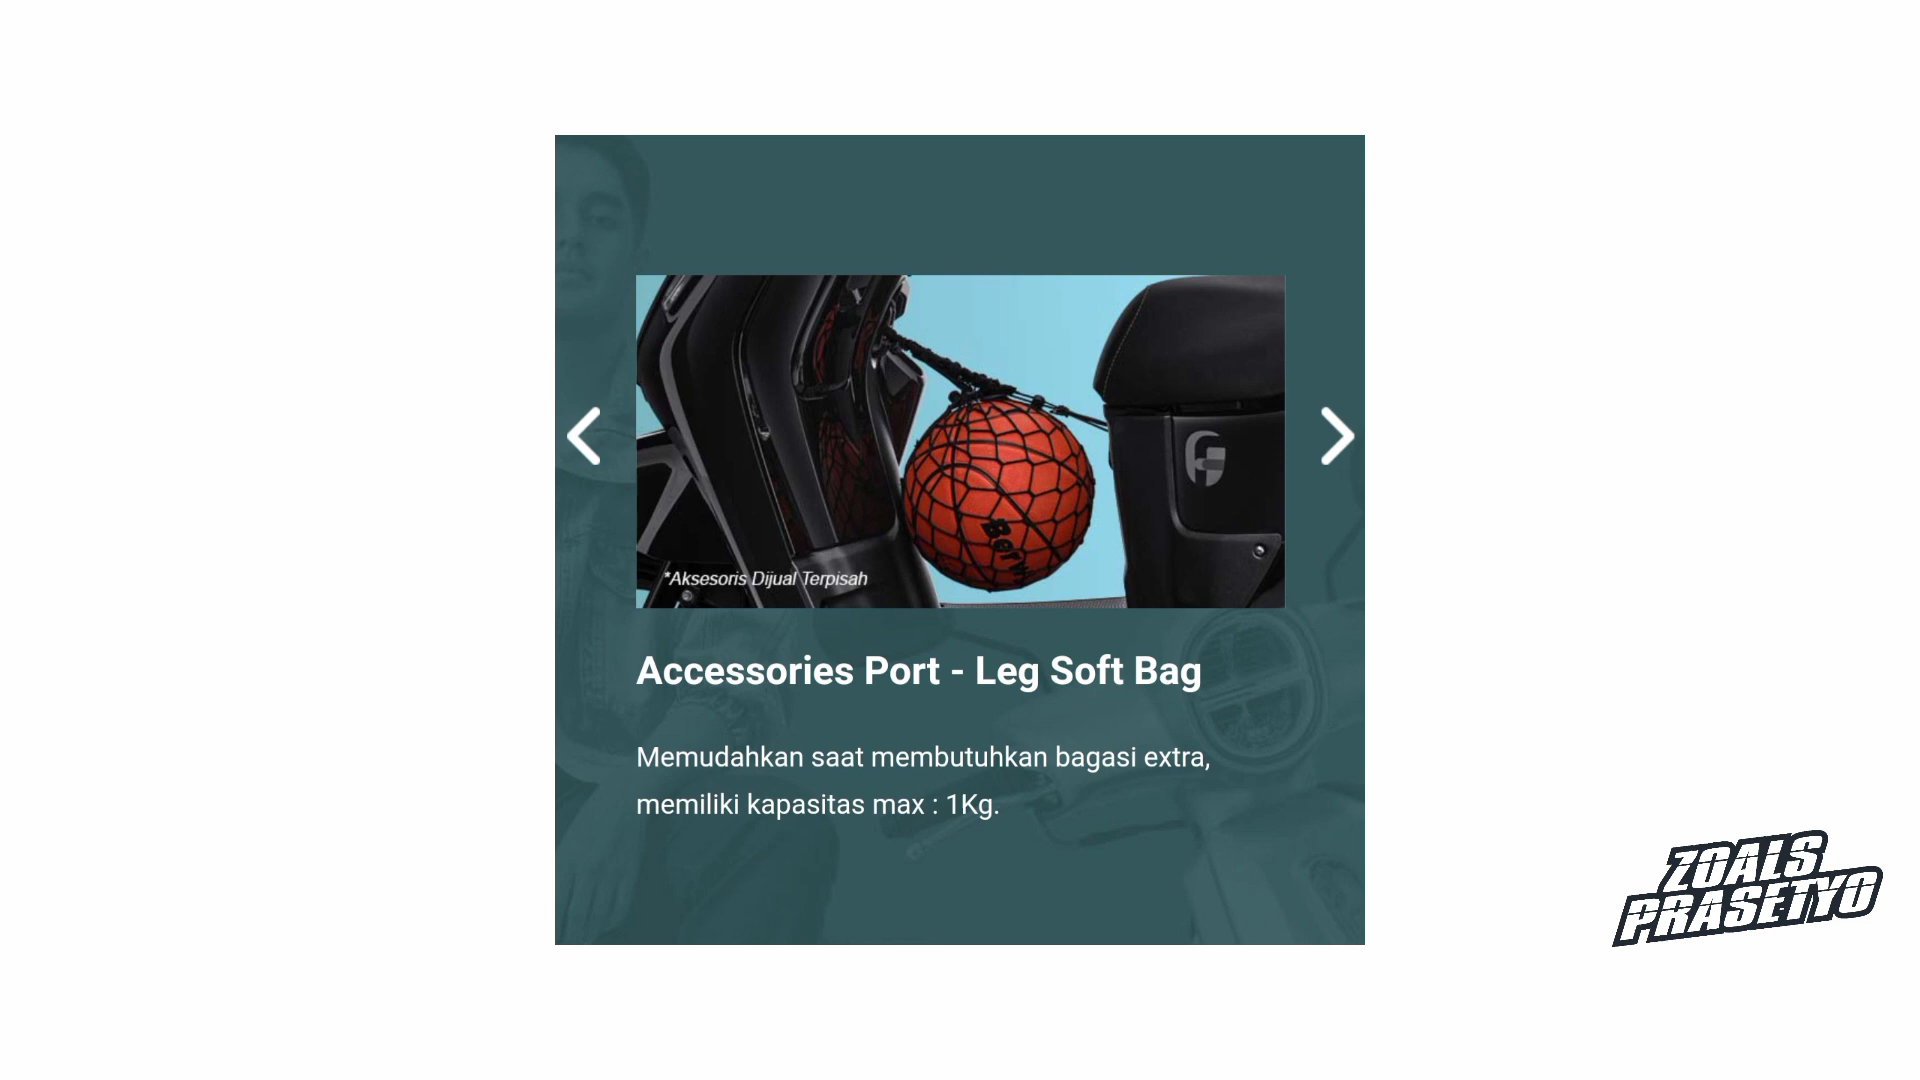 *Aksesoris Dijual Terpisah
Accessories Port - Leg Soft Bag
Memudahkan saat membutuhkan bagasi extra,
memiliki kapasitas max : 1Kg.
ZOALS
PRASETYO